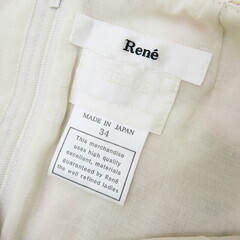 René
MADE IN JAPAN
34
This merchandise
uses high quality
excellent, materials
guaranteed by René
the well refined ladies